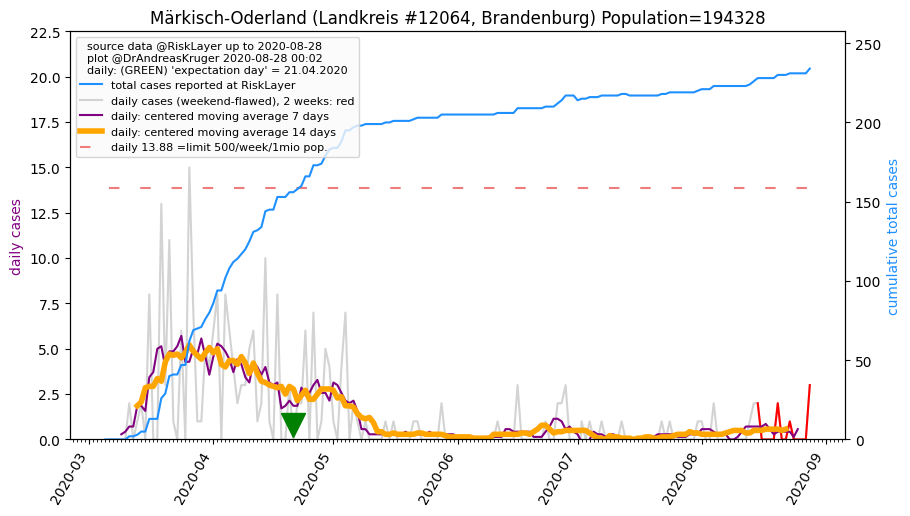 Märkisch-Oderland (Landkreis #12064, Brandenburg) Population=194328
source data @RiskLayer up to 2020-08-28
plot @DrAndreasKruger 2020-08-28 00:02
daily: (GREEN) 'expectation day' = 21.04.2020
total cases reported at RiskLayer
daily cases (weekend-flawed), 2 weeks: red
daily: centered moving average 7 days
daily: centered moving average 14 days
daily 13.88 =limit 500/week/1mio pop.
daily cases
22.5
20.0
17.5
15.0
12.5
10.0
7.5
5.0
2.5
0.0
250
200
150
100
50
0
cumulative total cases
2020-03
2020-04
2020-05
2020-06
2020-07
2020-08
2020-09